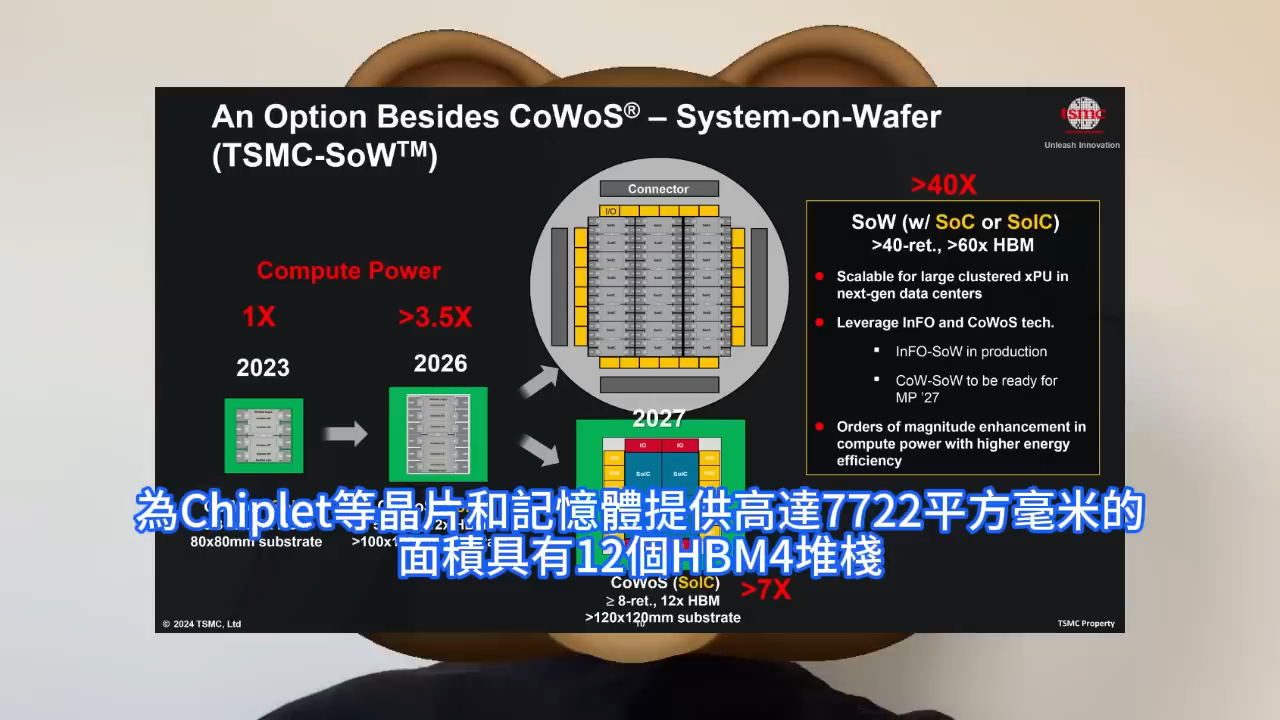 An Option Besides CoWoS® – System-on-Wafer
(TSMC-SoW™)
tsmc
Unleash Innovation
Compute Power
1X
>3.5X
2023
2026
80x80mm substrate
Connector
I/O
2027
IO
IO
SoIC
SoIC
CoWoS (SoIC)
≥ 8-ret., 12x HBM
>120x120mm substrate
>7X
>40X
SoW (w/ SoC or SoIC)
>40-ret., >60x HBM
Scalable for large clustered xPU in
next-gen data centers
Leverage InFO and CoWoS tech.
InFO-SoW in production
CoW-SoW to be ready for
MP '27
Orders of magnitude enhancement in
compute power with higher energy
efficiency
為Chiplet等晶片和記憶體提供高達7722平方毫米的
面積具有12個HBM4堆棧
© 2024 TSMC, Ltd
TSMC Property